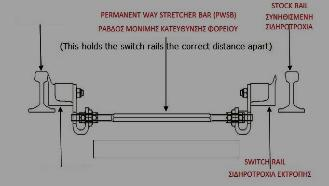 PERMANENT WAY STRETCHER BAR (PWSB)
ΡΑΒΔΟΣ ΜΟΝΙΜΗΣ ΚΑΤΕΥΘΥΝΣΗΣ ΦΟΡΕΙΟΥ
(This holds the switch rails the correct distance apart)
STOCK RAIL
ΣΥΝΗΘΙΣΜΕΝΗ
ΣΙΔΗΡΟΤΡΟΧΙΑ
SWITCH RAIL
ΣΙΔΗΡΟΤΡΟΧΙΑ ΕΚΤΡΟΠΗΣ